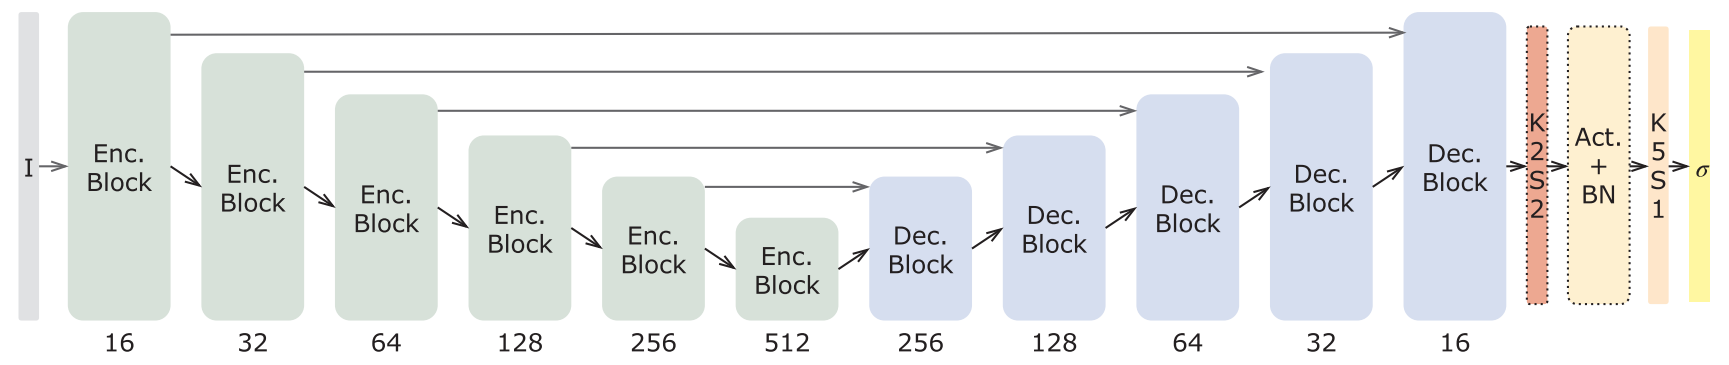 I
Enc.
Block
Enc.
Block
Enc.
Block
Enc.
Block
Enc.
Block
Enc.
Block
Dec.
Block
Dec.
Block
Dec.
Block
Dec.
Block
Dec.
Block
K
2
S
2
Act.
+
BN
K
5
S
1
σ
16
32
64
128
256
512
256
128
64
32
16